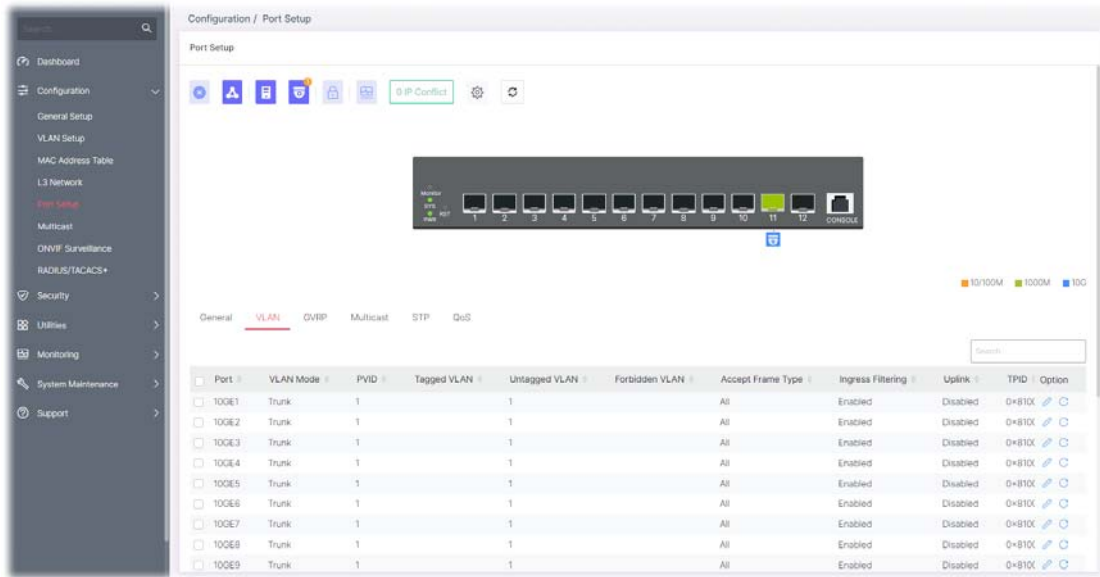 Configuration / Port Setup
Search...
Port Setup
Dashboard
Configuration
General Setup
VLAN Setup
MAC Address Table
L3 Network
Port Setup
Multicast
ONVIF Surveillance
RADIUS/TACACS+
Security
Utilities
Monitoring
System Maintenance
Support
0 IP Conflict
Monitor
SYS
RST
PWR
1 2 3 4 5 6 7 8 9 10 11 12 CONSOLE
10/100M 1000M 10G
General VLAN GVRP Multicast STP QoS
Search...
Port VLAN Mode PVID Tagged VLAN Untagged VLAN Forbidden VLAN Accept Frame Type Ingress Filtering Uplink TPID Option
10GE1 Trunk 1 1 All Enabled Disabled 0x810
10GE2 Trunk 1 1 All Enabled Disabled 0x810
10GE3 Trunk 1 1 All Enabled Disabled 0x810
10GE4 Trunk 1 1 All Enabled Disabled 0x810
10GE5 Trunk 1 1 All Enabled Disabled 0x810
10GE6 Trunk 1 1 All Enabled Disabled 0x810
10GE7 Trunk 1 1 All Enabled Disabled 0x810
10GE8 Trunk 1 1 All Enabled Disabled 0x810
10GE9 Trunk 1 1 All Enabled Disabled 0x810